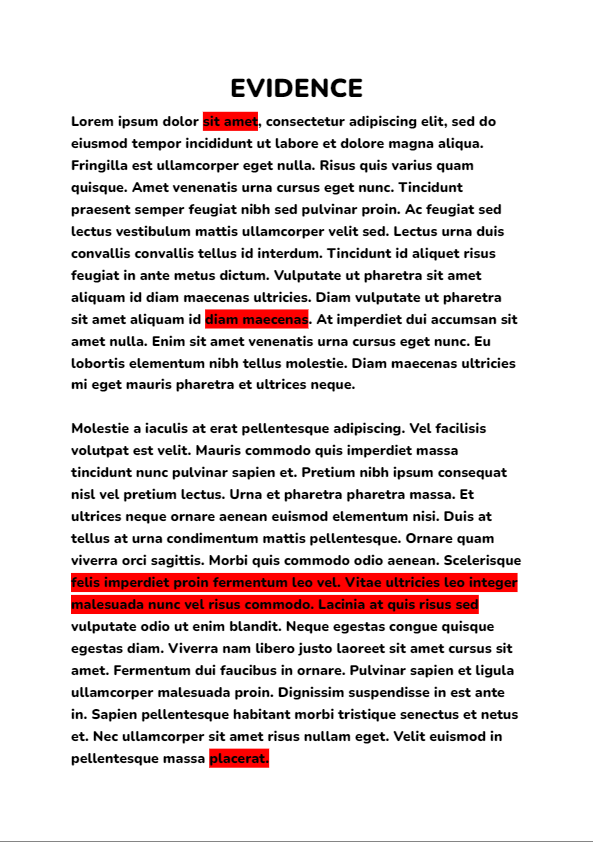 EVIDENCE
Lorem ipsum dolor sit amet, consectetur adipiscing elit, sed do
eiusmod tempor incididunt ut labore et dolore magna aliqua.
Fringilla est ullamcorper eget nulla. Risus quis varius quam
quisque. Amet venenatis urna cursus eget nunc. Tincidunt
praesent semper feugiat nibh sed pulvinar proin. Ac feugiat sed
lectus vestibulum mattis ullamcorper velit sed. Lectus urna duis
convallis convallis tellus id interdum. Tincidunt id aliquet risus
feugiat in ante metus dictum. Vulputate ut pharetra sit amet
aliquam id diam maecenas ultricies. Diam vulputate ut pharetra
sit amet aliquam id diam maecenas. At imperdiet dui accumsan sit
amet nulla. Enim sit amet venenatis urna cursus eget nunc. Eu
lobortis elementum nibh tellus molestie. Diam maecenas ultricies
mi eget mauris pharetra et ultrices neque.
Molestie a iaculis at erat pellentesque adipiscing. Vel facilisis
volutpat est velit. Mauris commodo quis imperdiet massa
tincidunt nunc pulvinar sapien et. Pretium nibh ipsum consequat
nisl vel pretium lectus. Urna et pharetra pharetra massa. Et
ultrices neque ornare aenean euismod elementum nisi. Duis at
tellus at urna condimentum mattis pellentesque. Ornare quam
viverra orci sagittis. Morbi quis commodo odio aenean. Scelerisque
felis imperdiet proin fermentum leo vel. Vitae ultricies leo integer
malesuada nunc vel risus commodo. Lacinia at quis risus sed
vulputate odio ut enim blandit. Neque egestas congue quisque
egestas diam. Viverra nam libero justo laoreet sit amet cursus sit
amet. Fermentum dui faucibus in ornare. Pulvinar sapien et ligula
ullamcorper malesuada proin. Dignissim suspendisse in est ante
in. Sapien pellentesque habitant morbi tristique senectus et netus
et. Nec ullamcorper sit amet risus nullam eget. Velit euismod in
pellentesque massa placerat.